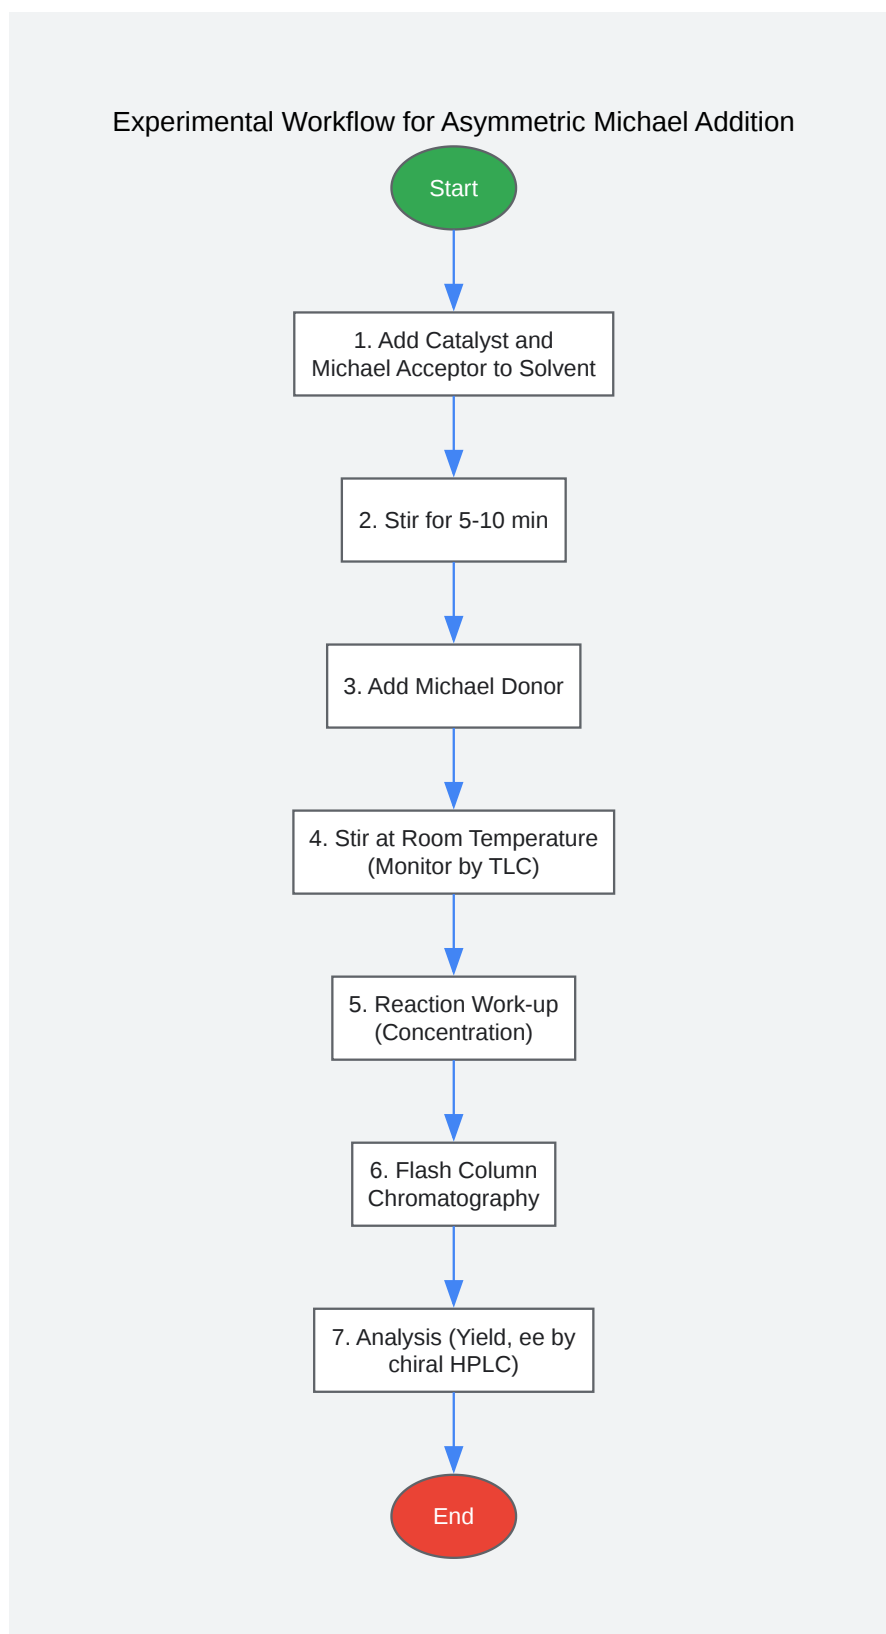 Experimental Workflow for Asymmetric Michael Addition
Start
1. Add Catalyst and
Michael Acceptor to Solvent
2. Stir for 5-10 min
3. Add Michael Donor
4. Stir at Room Temperature
(Monitor by TLC)
5. Reaction Work-up
(Concentration)
6. Flash Column
Chromatography
7. Analysis (Yield, ee by
chiral HPLC)
End